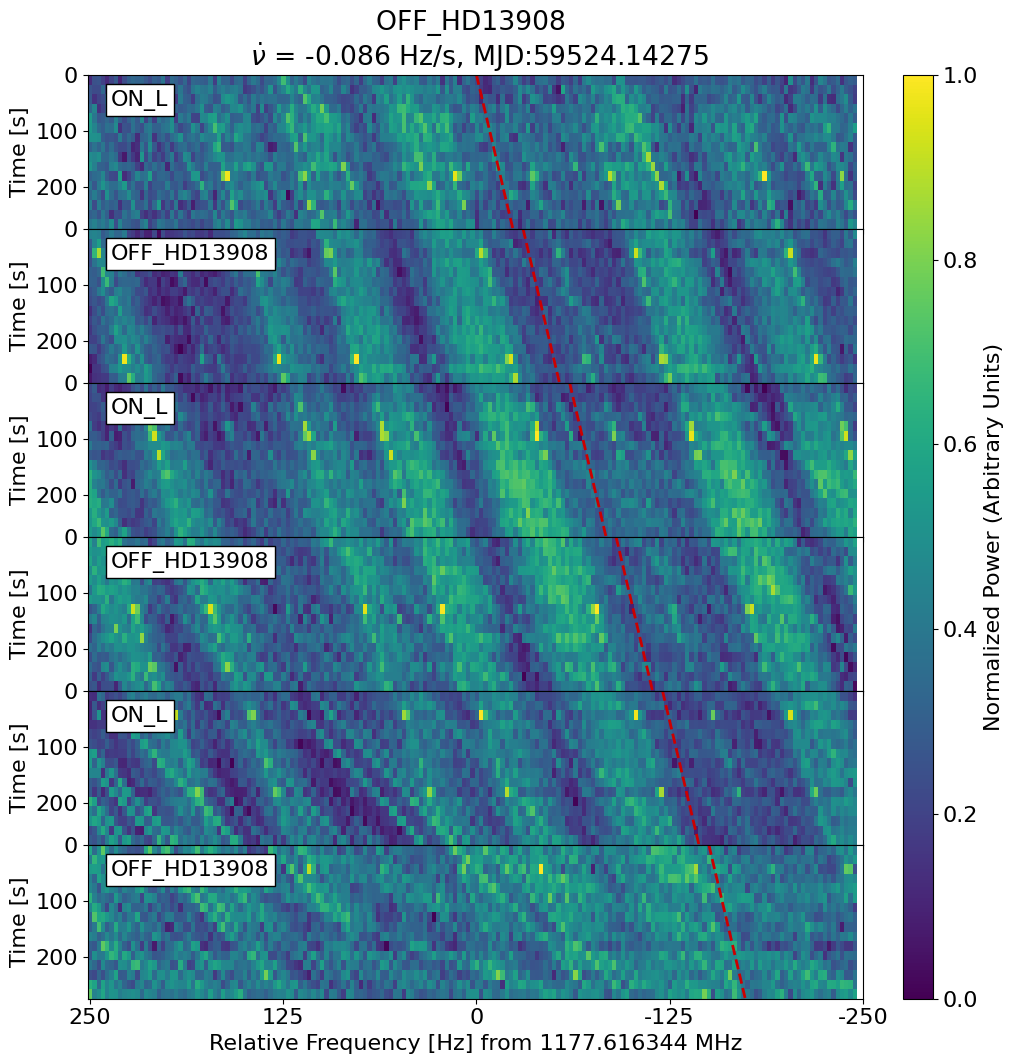 OFF_HD13908
ν̇ = -0.086 Hz/s, MJD:59524.14275
ON_L
OFF_HD13908
ON_L
OFF_HD13908
ON_L
OFF_HD13908
Time [s]
Time [s]
Time [s]
Time [s]
Time [s]
Time [s]
0
100
200
0
100
200
0
100
200
0
100
200
0
100
200
0
100
200
250
125
0
-125
-250
Relative Frequency [Hz] from 1177.616344 MHz
1.0
0.8
0.6
0.4
0.2
0.0
Normalized Power (Arbitrary Units)